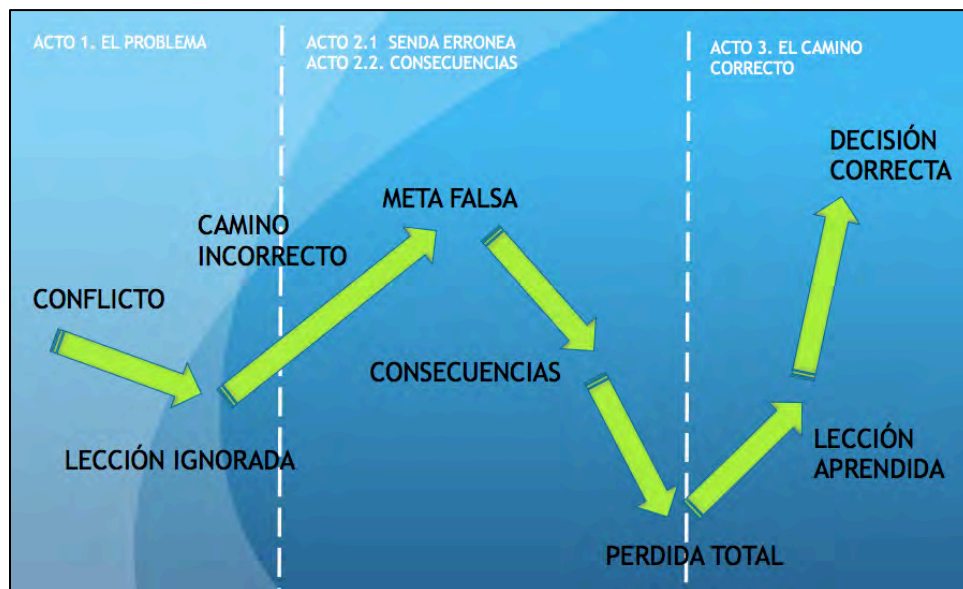 ACTO 1. EL PROBLEMA
ACTO 2.1 SENDA ERRONEA
ACTO 2.2. CONSECUENCIAS
ACTO 3. EL CAMINO
CORRECTO
CONFLICTO
LECCIÓN IGNORADA
CAMINO
INCORRECTO
META FALSA
CONSECUENCIAS
PERDIDA TOTAL
LECCIÓN
APRENDIDA
DECISIÓN
CORRECTA